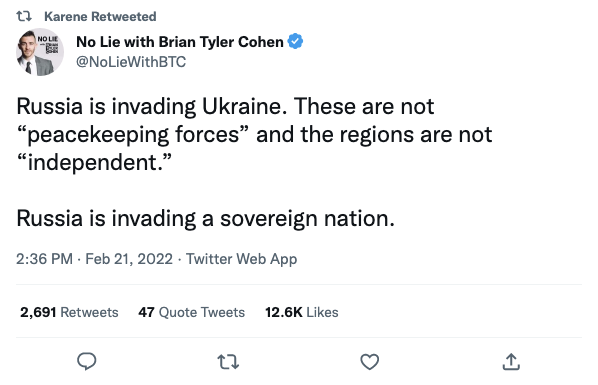 Karene Retweeted
NO LIE
No Lie with Brian Tyler Cohen
@NoLieWithBTC
Russia is invading Ukraine. These are not
“peacekeeping forces” and the regions are not
“independent.”
Russia is invading a sovereign nation.
2:36 PM · Feb 21, 2022 · Twitter Web App
2,691 Retweets 47 Quote Tweets 12.6K Likes